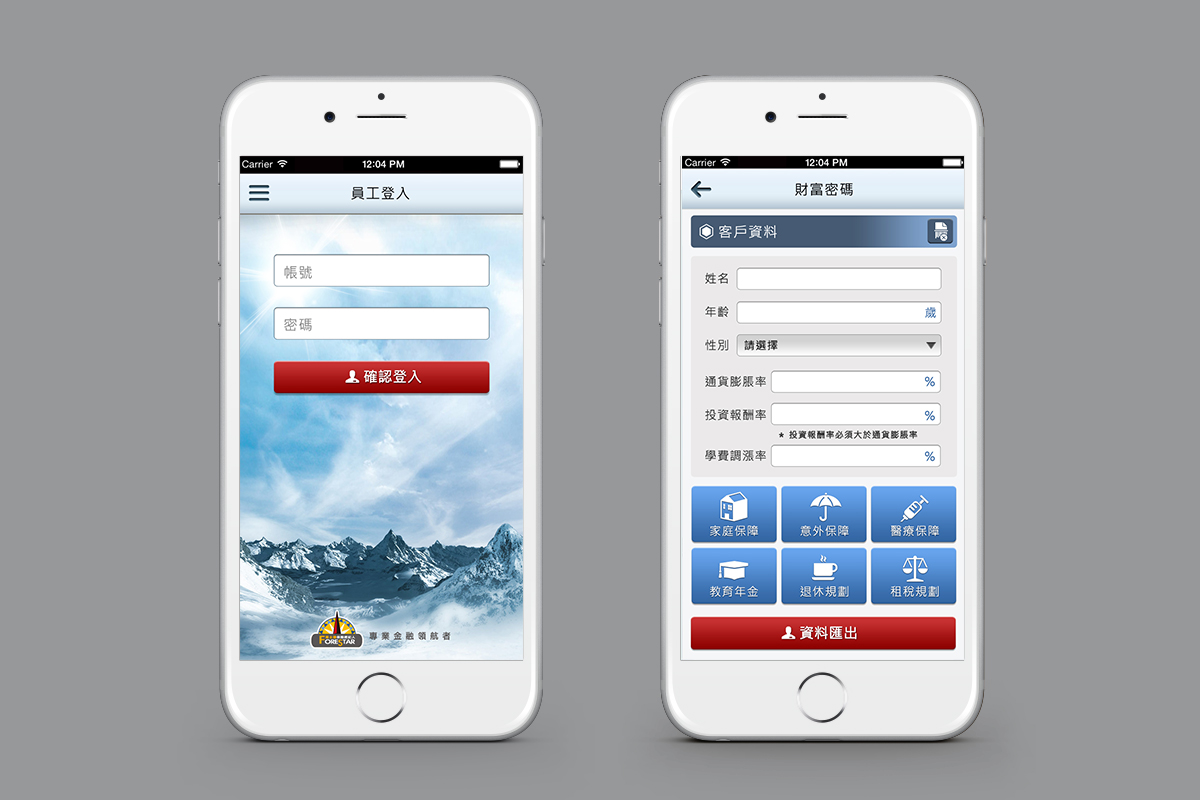 Carrier 12:04 PM
員工登入
帳號
密碼
確認登入
FORESTAR
專業金融領航者
Carrier 12:04 PM
財富密碼
客戶資料
姓名
年齡 歲
性別 請選擇
通貨膨脹率 %
投資報酬率 %
* 投資報酬率必須大於通貨膨脹率
學費調漲率 %
家庭保障 意外保障 醫療保障
教育年金 退休規劃 租稅規劃
資料匯出